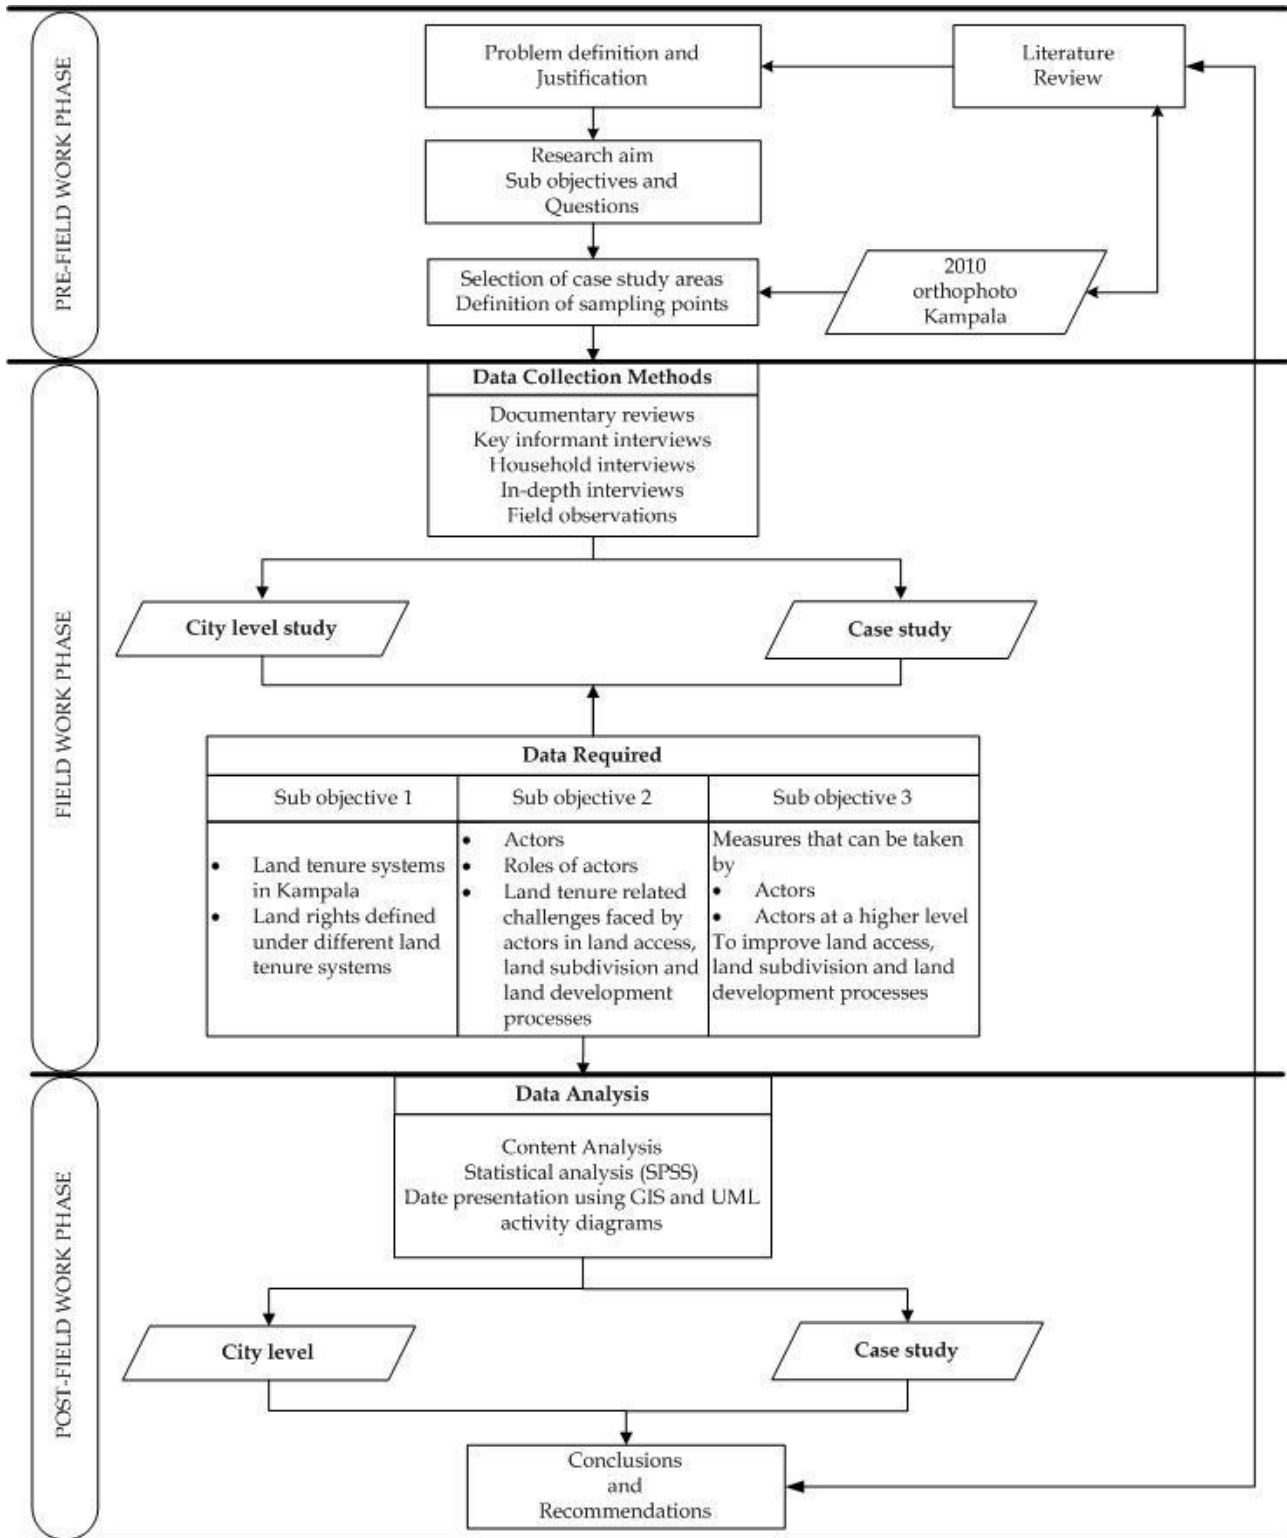 PRE-FIELD WORK PHASE
Problem definition and
Justification
Literature
Review
Research aim
Sub objectives and
Questions
Selection of case study areas
Definition of sampling points
2010
orthophoto
Kampala
FIELD WORK PHASE
Data Collection Methods
Documentary reviews
Key informant interviews
Household interviews
In-depth interviews
Field observations
City level study
Case study
Data Required
Sub objective 1
• Land tenure systems
in Kampala
• Land rights defined
under different land
tenure systems
Sub objective 2
• Actors
• Roles of actors
• Land tenure related
challenges faced by
actors in land access,
land subdivision and
land development
processes
Sub objective 3
Measures that can be taken
by
• Actors
• Actors at a higher level
To improve land access,
land subdivision and land
development processes
POST-FIELD WORK PHASE
Data Analysis
Content Analysis
Statistical analysis (SPSS)
Date presentation using GIS and UML
activity diagrams
City level
Case study
Conclusions
and
Recommendations